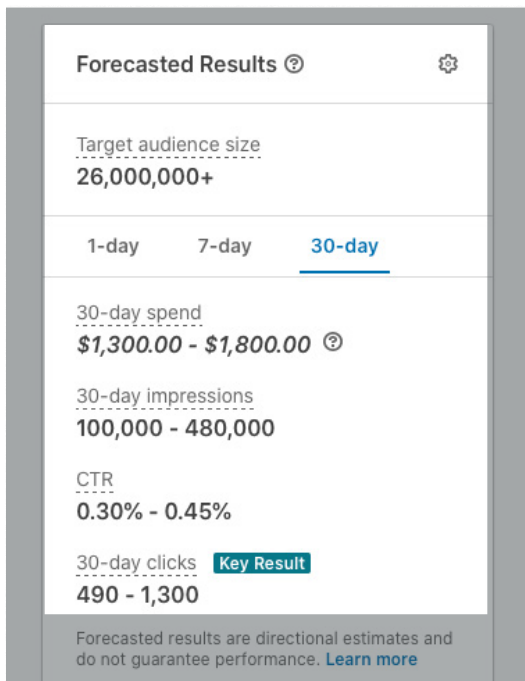 Forecasted Results
Target audience size
26,000,000+
1-day 7-day 30-day
30-day spend
$1,300.00 - $1,800.00
30-day impressions
100,000 - 480,000
CTR
0.30% - 0.45%
30-day clicks Key Result
490 - 1,300
Forecasted results are directional estimates and
do not guarantee performance. Learn more